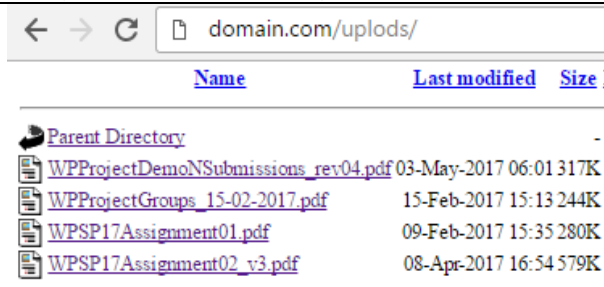 domain.com/uplods/
Name Last modified Size
Parent Directory -
WPProjectDemoNSubmissions_rev04.pdf 03-May-2017 06:01 317K
WPProjectGroups_15-02-2017.pdf 15-Feb-2017 15:13 244K
WPSP17Assignment01.pdf 09-Feb-2017 15:35 280K
WPSP17Assignment02_v3.pdf 08-Apr-2017 16:54 579K